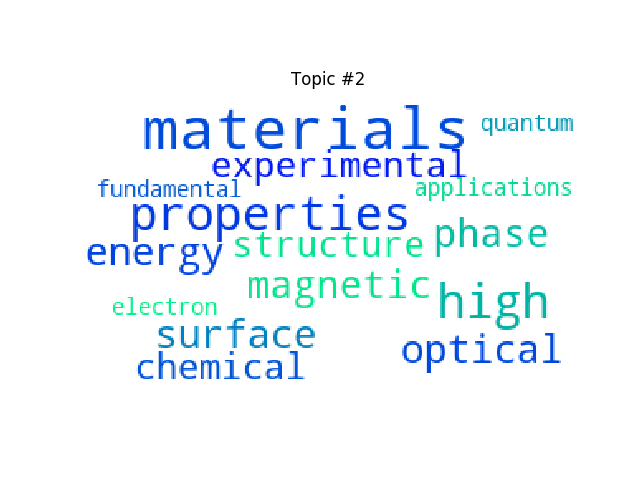 Topic #2
materials
quantum
experimental
fundamental
applications
properties
phase
structure
energy
magnetic
high
electron
surface
optical
chemical